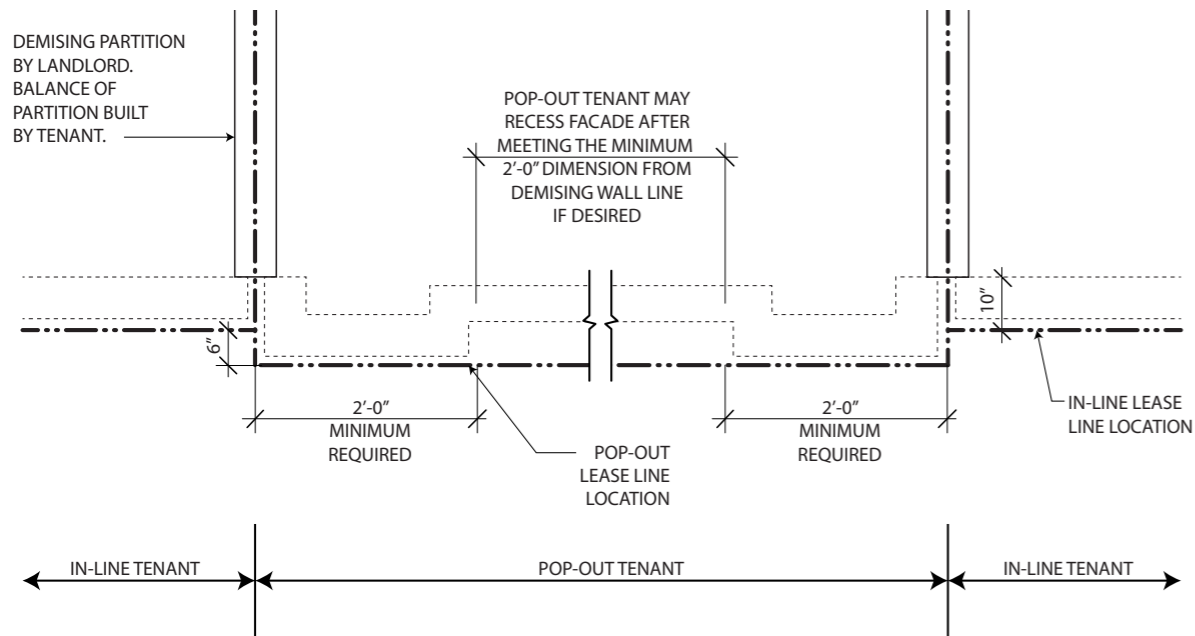 DEMISING PARTITION
BY LANDLORD.
BALANCE OF
PARTITION BUILT
BY TENANT.
POP-OUT TENANT MAY
RECESS FACADE AFTER
MEETING THE MINIMUM
2’-0” DIMENSION FROM
DEMISING WALL LINE
IF DESIRED
6”
10”
2’-0”
MINIMUM
REQUIRED
POP-OUT
LEASE LINE
LOCATION
2’-0”
MINIMUM
REQUIRED
IN-LINE LEASE
LINE LOCATION
IN-LINE TENANT
POP-OUT TENANT
IN-LINE TENANT